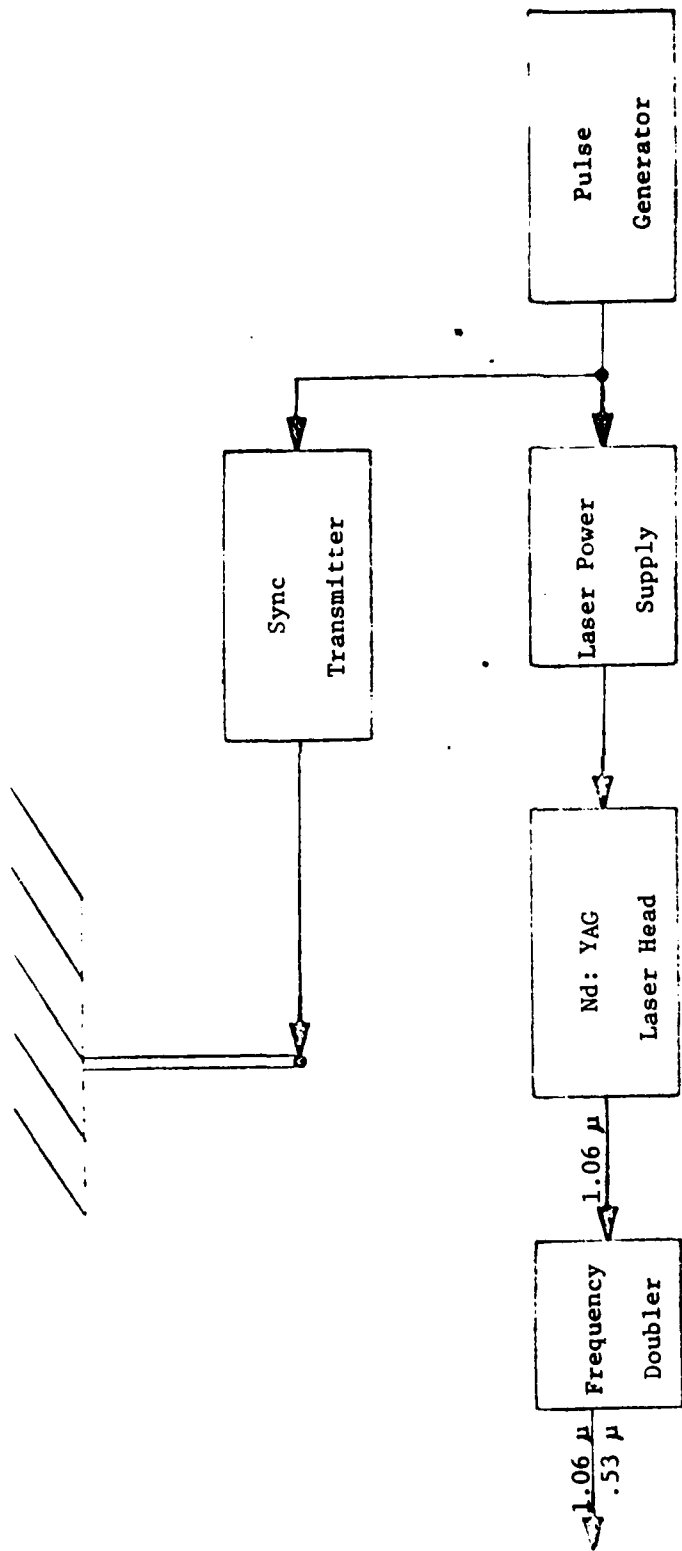 Pulse
Generator
Sync
Transmitter
Laser Power
Supply
Nd: YAG
Laser Head
1.06 μ
Frequency
Doubler
1.06 μ
.53 μ